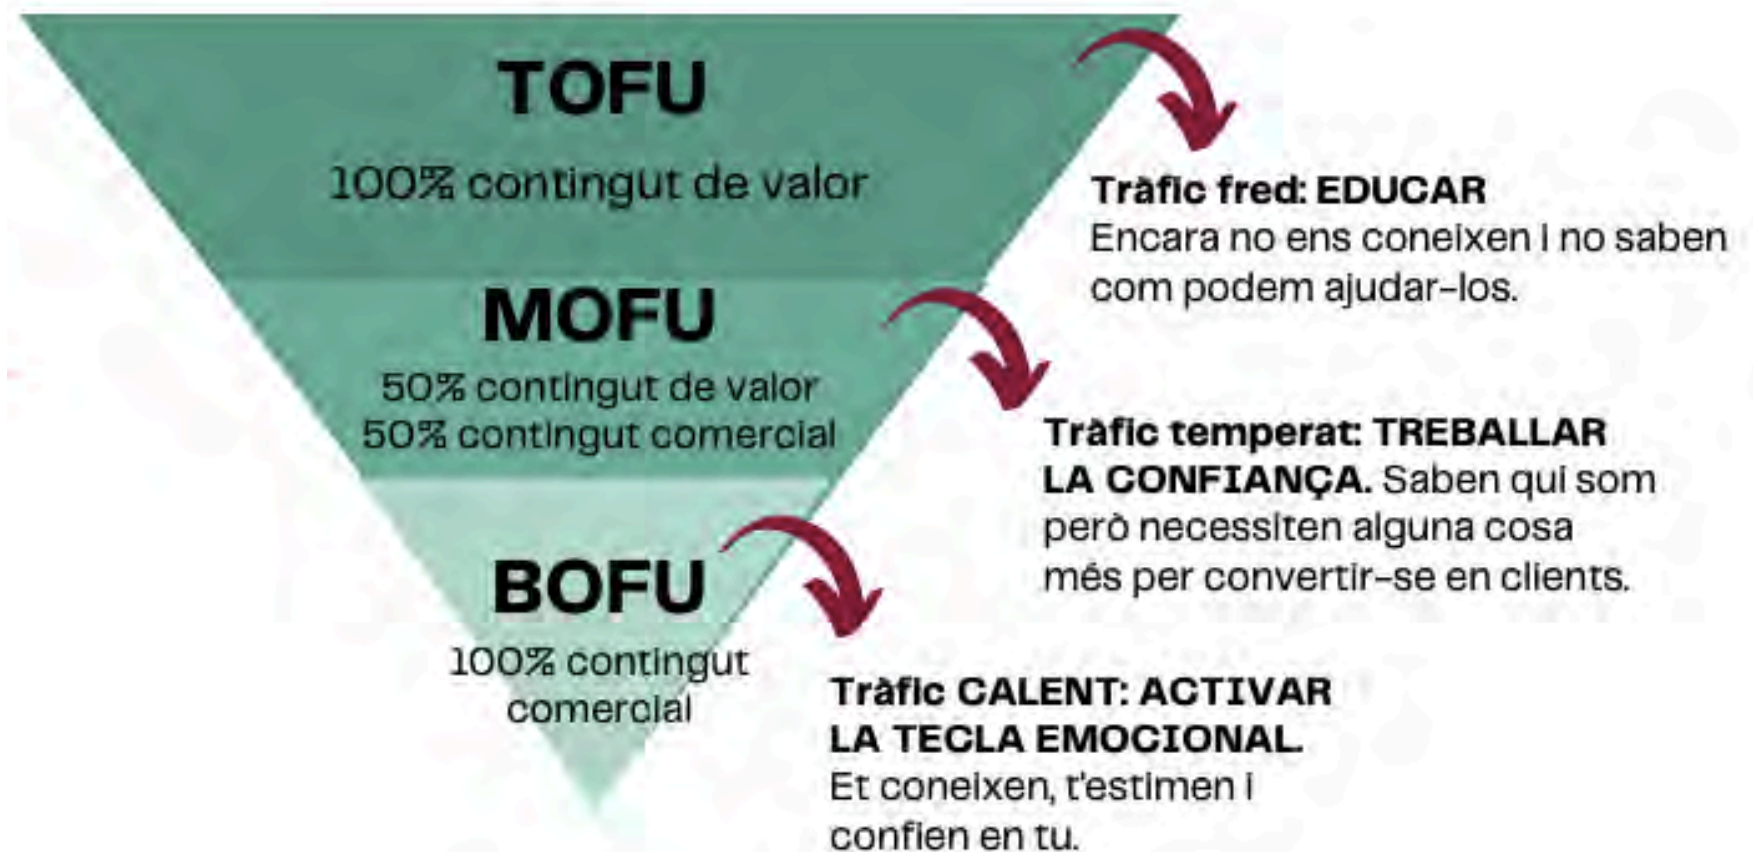 TOFU
100% contingut de valor
Tràfic fred: EDUCAR
Encara no ens coneixen i no saben
com podem ajudar-los.
MOFU
50% contingut de valor
50% contingut comercial
Tràfic temperat: TREBALLAR
LA CONFIANÇA. Saben qui som
però necessiten alguna cosa
més per convertir-se en clients.
BOFU
100% contingut
comercial
Tràfic CALENT: ACTIVAR
LA TECLA EMOCIONAL.
Et coneixen, t'estimen i
confien en tu.